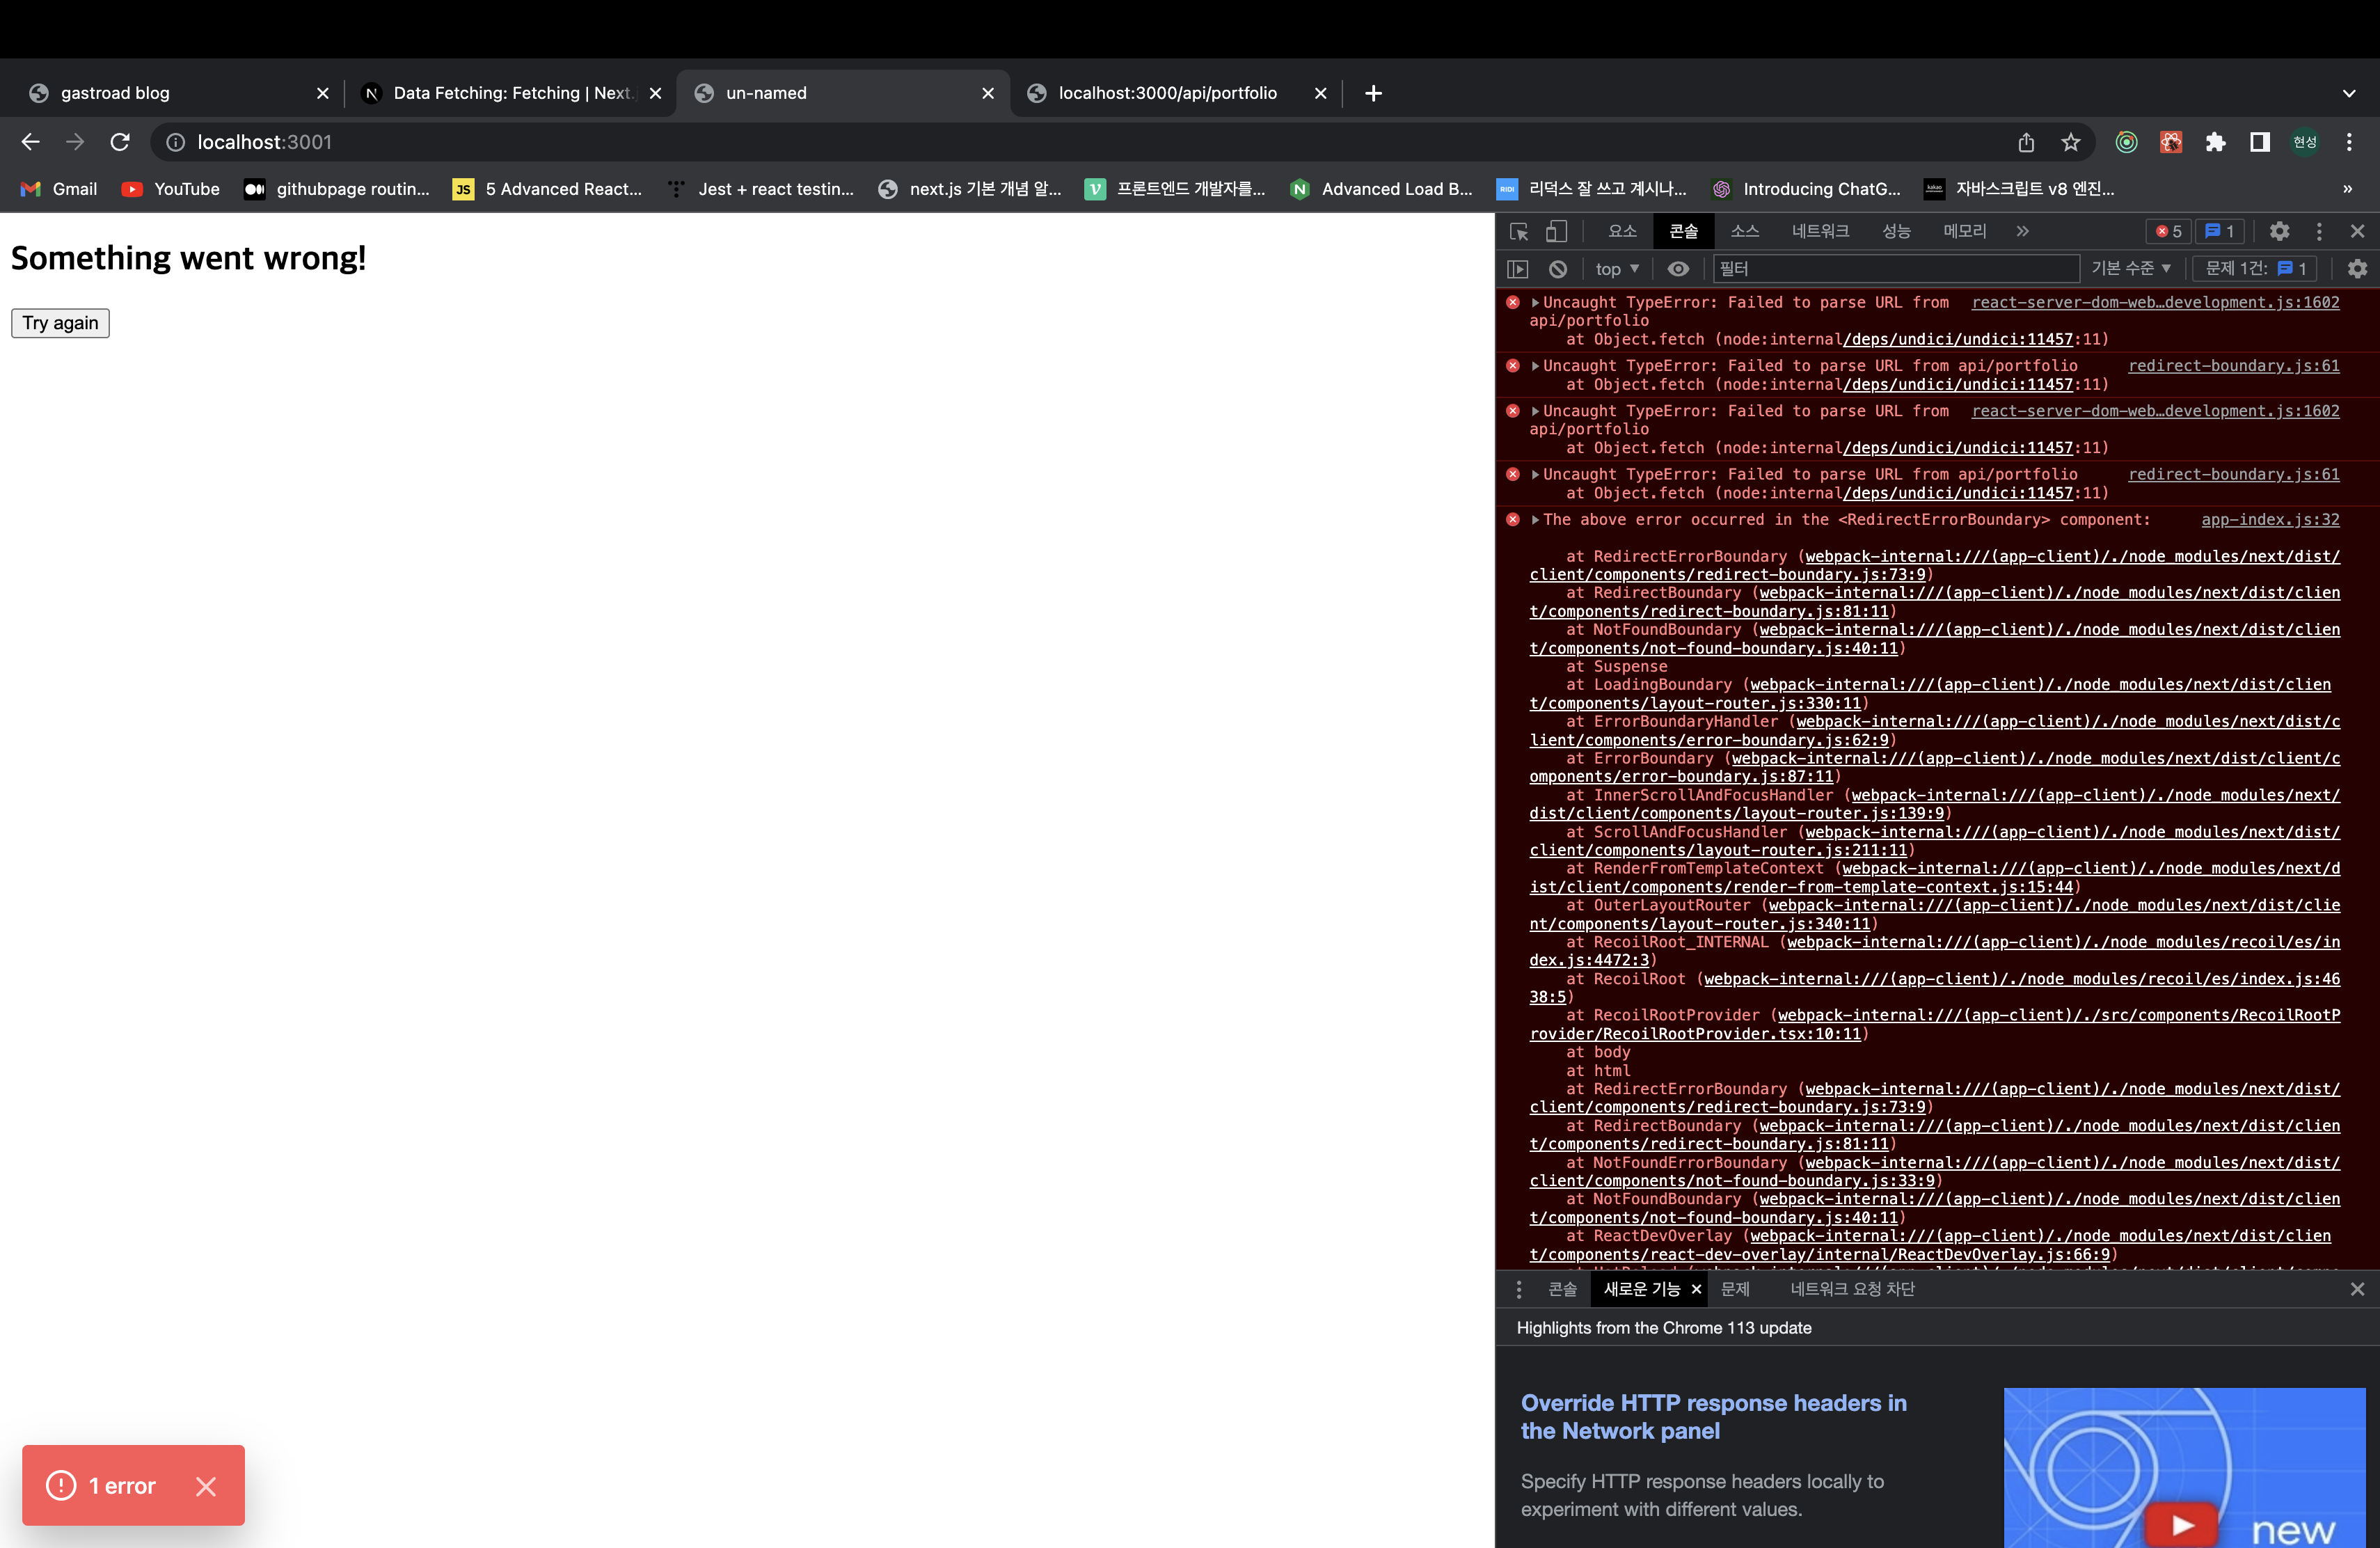 gastroad blog
Data Fetching: Fetching | Next.
un-named
localhost:3000/api/portfolio
localhost:3001
현성
Gmail
YouTube
githubpage routin...
JS
5 Advanced React...
Jest + react testin...
next.js 기본 개념 알...
프론트엔드 개발자를...
Advanced Load B...
RIDI
리덕스 잘 쓰고 계시나...
Introducing ChatG...
kakao
자바스크립트 v8 엔진...
»
Something went wrong!
Try again
1 error
요소
콘솔
소스
네트워크
성능
메모리
»
5
1
top ▼
필터
기본 수준 ▼
문제 1건:
1
Uncaught TypeError: Failed to parse URL from react-server-dom-web…development.js:1602
api/portfolio
at Object.fetch (node:internal/deps/undici/undici:11457:11)
Uncaught TypeError: Failed to parse URL from api/portfolio redirect-boundary.js:61
at Object.fetch (node:internal/deps/undici/undici:11457:11)
Uncaught TypeError: Failed to parse URL from react-server-dom-web…development.js:1602
api/portfolio
at Object.fetch (node:internal/deps/undici/undici:11457:11)
Uncaught TypeError: Failed to parse URL from api/portfolio redirect-boundary.js:61
at Object.fetch (node:internal/deps/undici/undici:11457:11)
The above error occurred in the <RedirectErrorBoundary> component: app-index.js:32
at RedirectErrorBoundary (webpack-internal:///(app-client)/./node_modules/next/dist/
client/components/redirect-boundary.js:73:9)
at RedirectBoundary (webpack-internal:///(app-client)/./node_modules/next/dist/clien
t/components/redirect-boundary.js:81:11)
at NotFoundBoundary (webpack-internal:///(app-client)/./node_modules/next/dist/clien
t/components/not-found-boundary.js:40:11)
at Suspense
at LoadingBoundary (webpack-internal:///(app-client)/./node_modules/next/dist/clien
t/components/layout-router.js:330:11)
at ErrorBoundaryHandler (webpack-internal:///(app-client)/./node_modules/next/dist/c
lient/components/error-boundary.js:62:9)
at ErrorBoundary (webpack-internal:///(app-client)/./node_modules/next/dist/client/c
omponents/error-boundary.js:87:11)
at InnerScrollAndFocusHandler (webpack-internal:///(app-client)/./node_modules/next/
dist/client/components/layout-router.js:139:9)
at ScrollAndFocusHandler (webpack-internal:///(app-client)/./node_modules/next/dist/
client/components/layout-router.js:211:11)
at RenderFromTemplateContext (webpack-internal:///(app-client)/./node_modules/next/d
ist/client/components/render-from-template-context.js:15:44)
at OuterLayoutRouter (webpack-internal:///(app-client)/./node_modules/next/dist/clie
nt/components/layout-router.js:340:11)
at RecoilRoot_INTERNAL (webpack-internal:///(app-client)/./node_modules/recoil/es/in
dex.js:4472:3)
at RecoilRoot (webpack-internal:///(app-client)/./node_modules/recoil/es/index.js:46
38:5)
at RecoilRootProvider (webpack-internal:///(app-client)/./src/components/RecoilRootP
rovider/RecoilRootProvider.tsx:10:11)
at body
at html
at RedirectErrorBoundary (webpack-internal:///(app-client)/./node_modules/next/dist/
client/components/redirect-boundary.js:73:9)
at RedirectBoundary (webpack-internal:///(app-client)/./node_modules/next/dist/clien
t/components/redirect-boundary.js:81:11)
at NotFoundErrorBoundary (webpack-internal:///(app-client)/./node_modules/next/dist/
client/components/not-found-boundary.js:33:9)
at NotFoundBoundary (webpack-internal:///(app-client)/./node_modules/next/dist/clien
t/components/not-found-boundary.js:40:11)
at ReactDevOverlay (webpack-internal:///(app-client)/./node_modules/next/dist/clien
t/components/react-dev-overlay/internal/ReactDevOverlay.js:66:9)
콘솔
새로운 기능
문제
네트워크 요청 차단
Highlights from the Chrome 113 update
Override HTTP response headers in
the Network panel
Specify HTTP response headers locally to
experiment with different values.
new